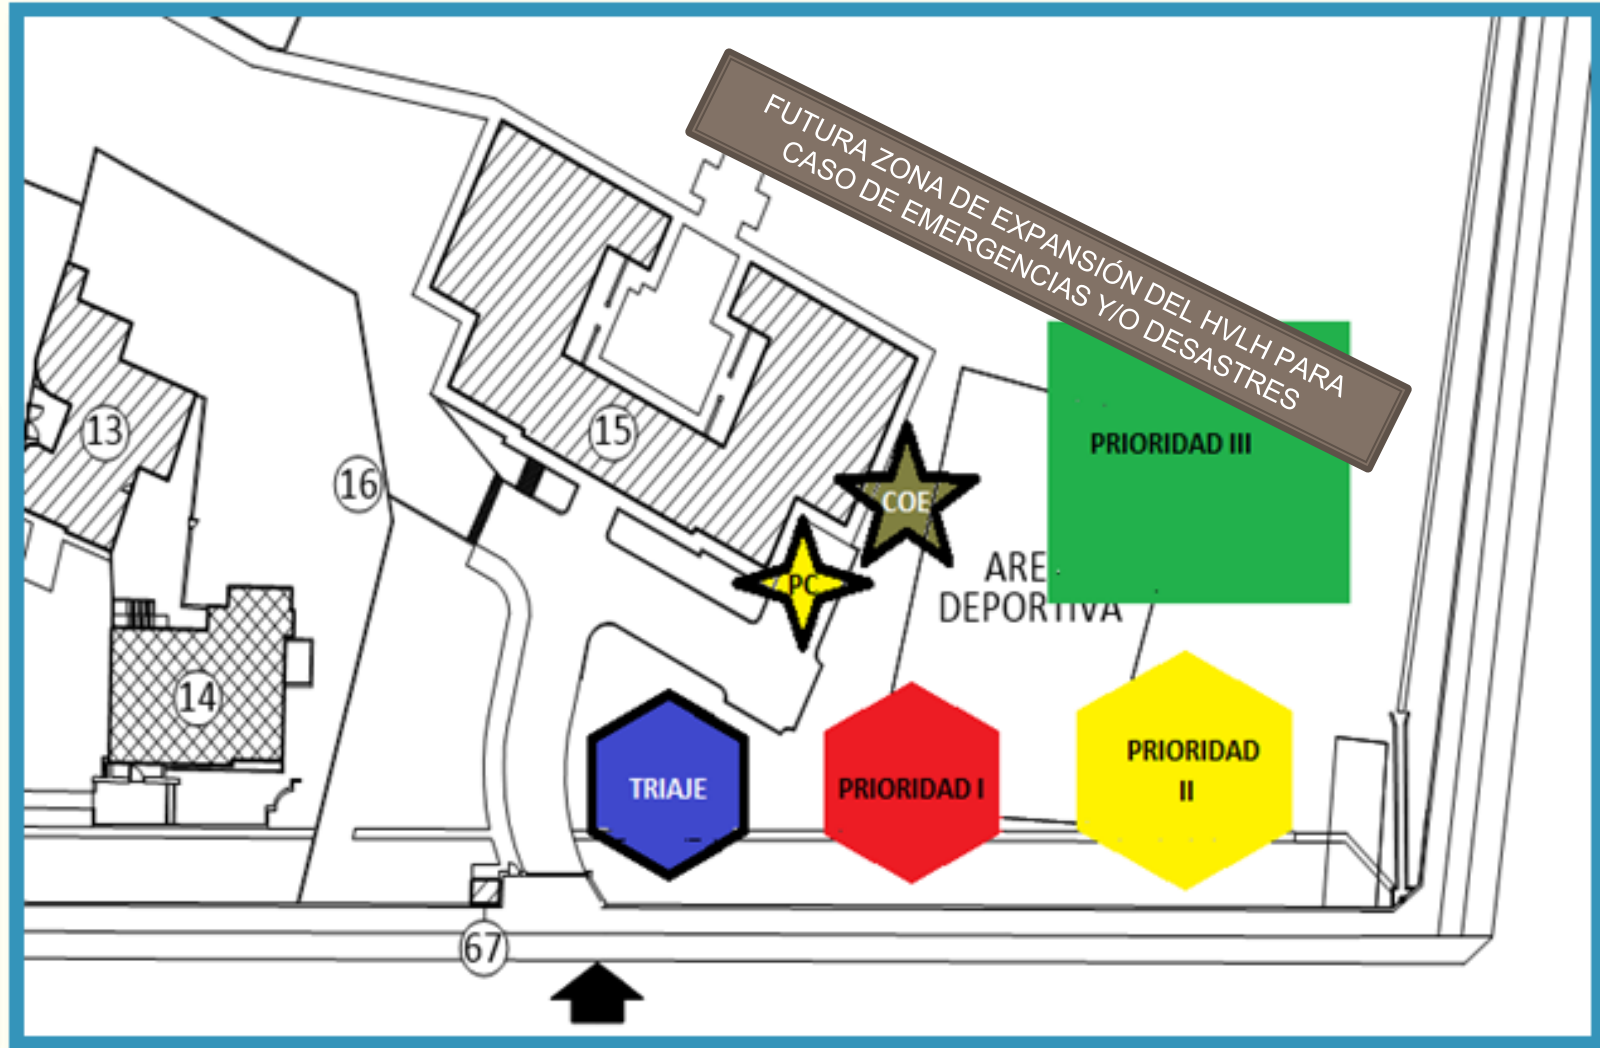 FUTURA ZONA DE EXPANSIÓN DEL HVLH PARA
CASO DE EMERGENCIAS Y/O DESASTRES
13
15
16
PRIORIDAD III
COE
PC
ARE
DEPORTIVA
14
TRIAJE
PRIORIDAD I
PRIORIDAD
II
67